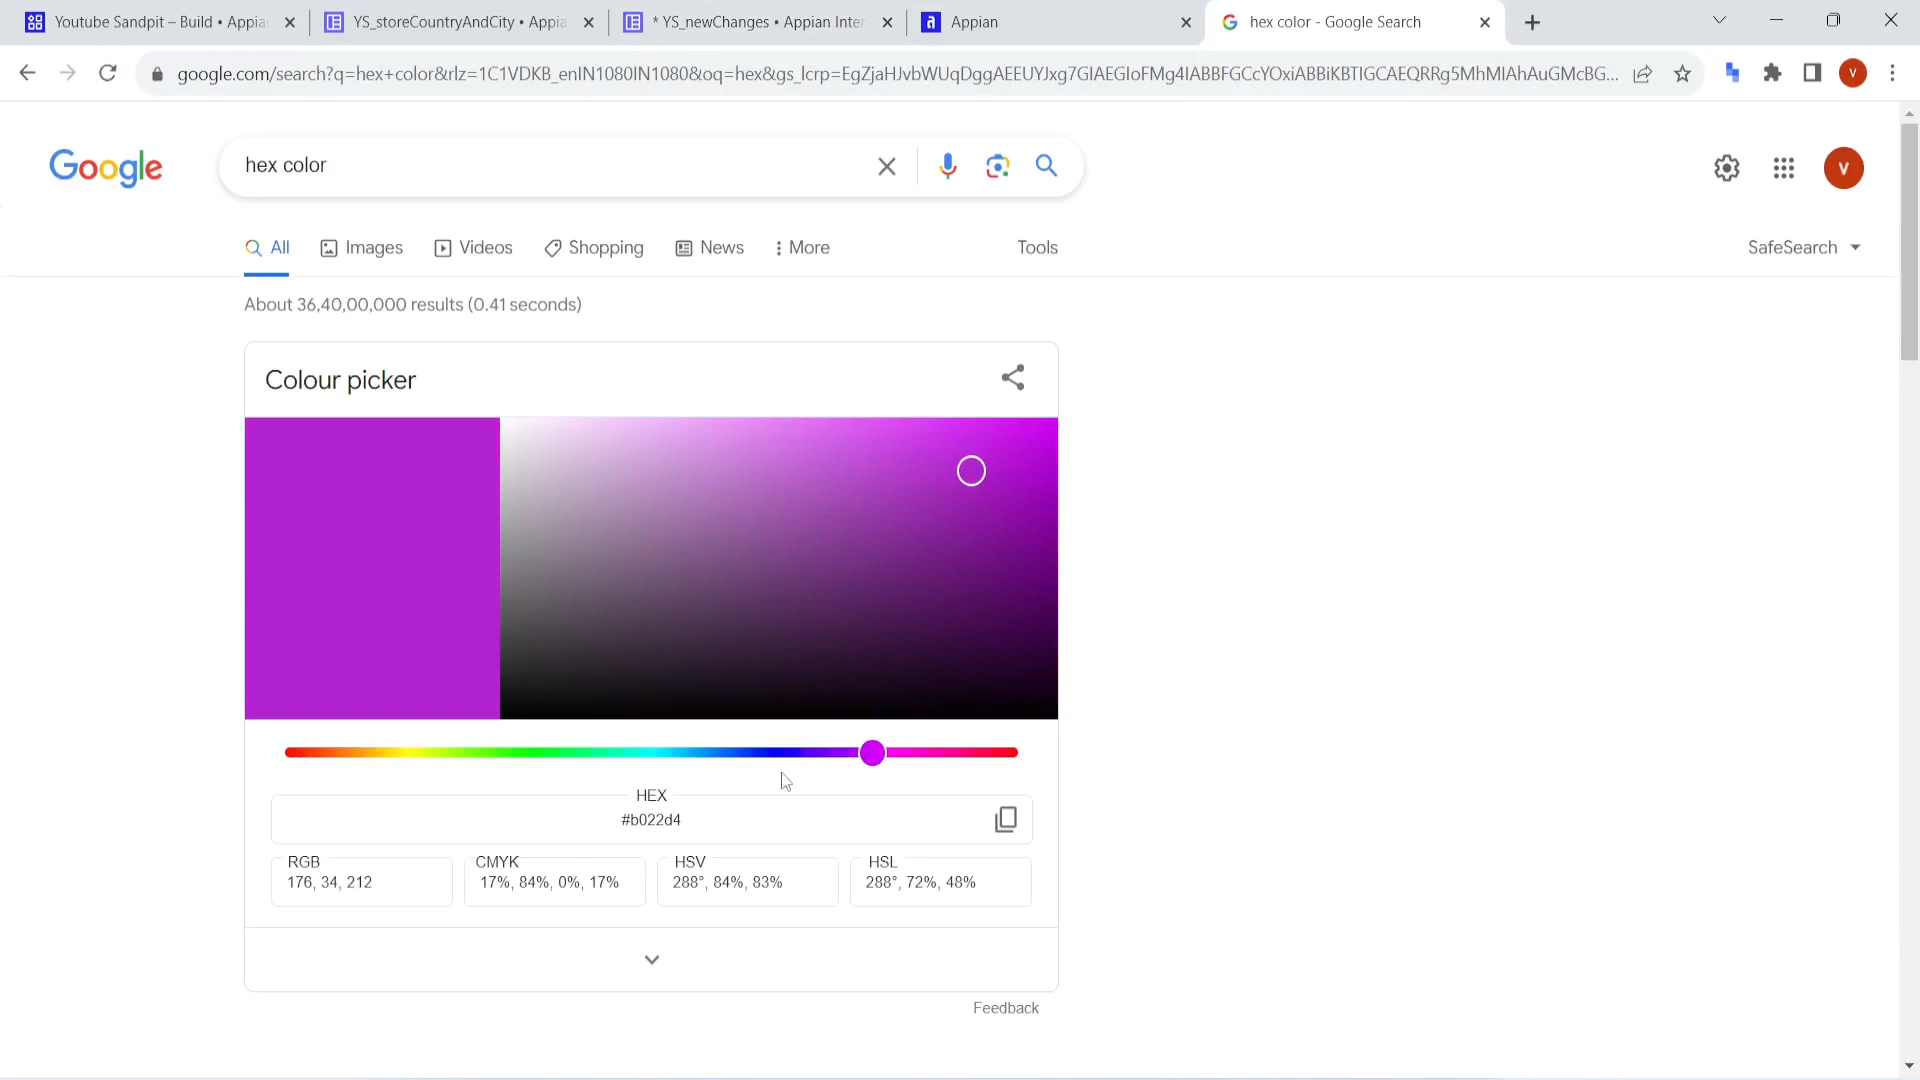 Youtube Sandpit – Build • Appia
YS_storeCountryAndCity • Appia
* YS_newChanges • Appian Inter
Appian
hex color - Google Search
google.com/search?q=hex+color&rlz=1C1VDKB_enIN1080IN1080&oq=hex&gs_lcrp=EgZjaHJvbWUqDggAEEUYJxg7GIAEGIoFMg4IABBFGCcYOxiABBiKBTIGCAEQRRg5MhMIAhAuGMcBG...
V
Google
hex color
V
All
Images
Videos
Shopping
News
More
Tools
SafeSearch
About 36,40,00,000 results (0.41 seconds)
Colour picker
HEX
#b022d4
RGB
176, 34, 212
CMYK
17%, 84%, 0%, 17%
HSV
288°, 84%, 83%
HSL
288°, 72%, 48%
Feedback